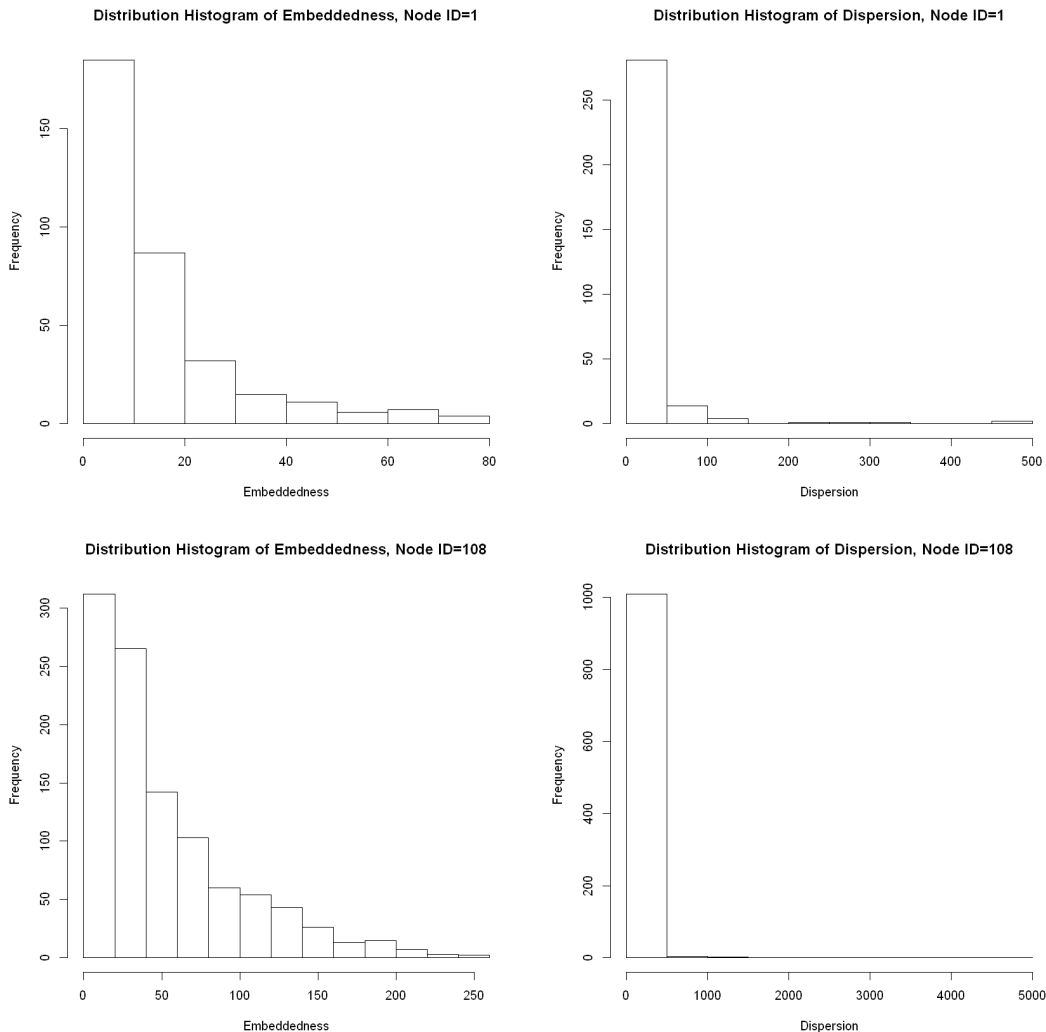 Distribution Histogram of Embeddedness, Node ID=1
Frequency
150
100
50
0
0 20 40 60 80
Embeddedness
Distribution Histogram of Dispersion, Node ID=1
Frequency
250
200
150
100
50
0
0 100 200 300 400 500
Dispersion
Distribution Histogram of Embeddedness, Node ID=108
Frequency
300
250
200
150
100
50
0
0 50 100 150 200 250
Embeddedness
Distribution Histogram of Dispersion, Node ID=108
Frequency
1000
800
600
400
200
0
0 1000 2000 3000 4000 5000
Dispersion